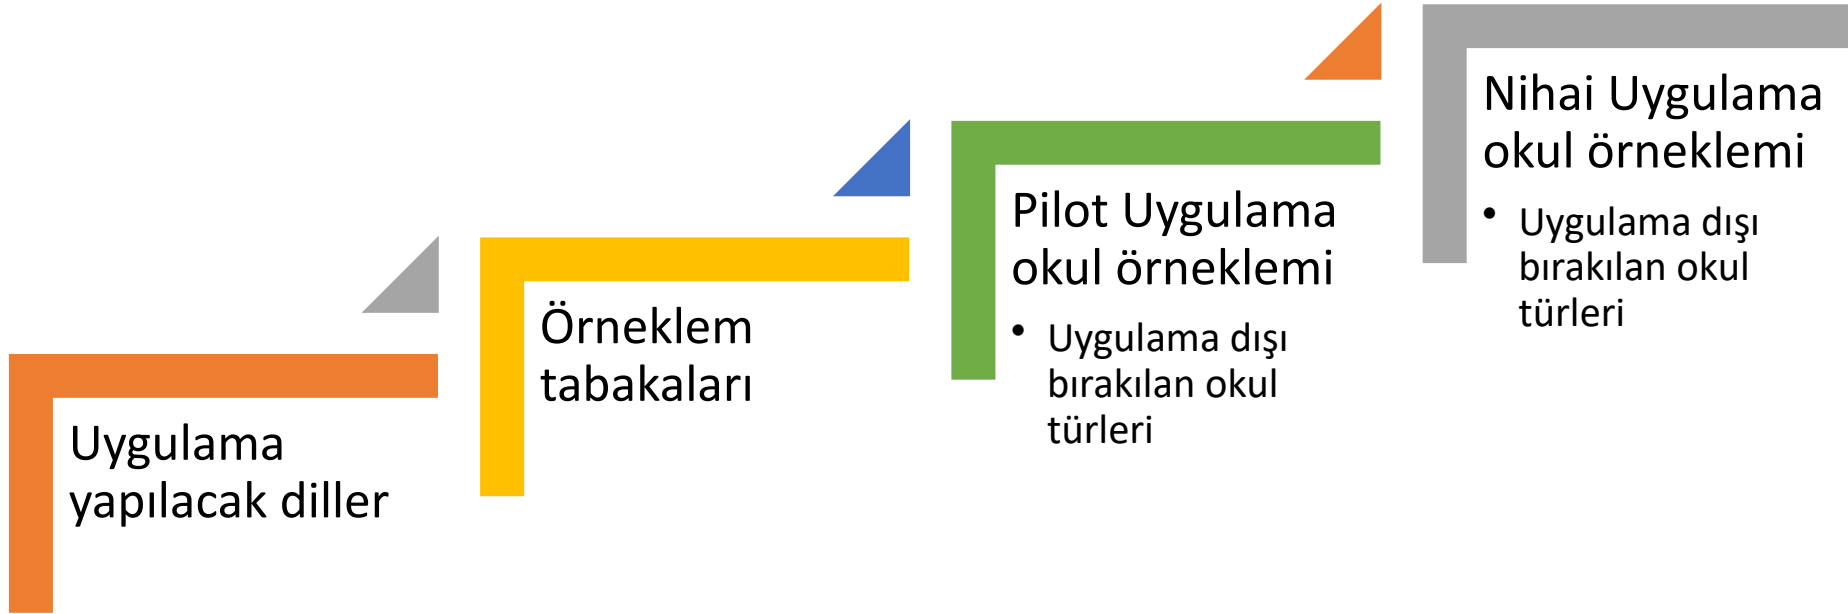 Uygulama
yapılacak diller
Örneklem
tabakaları
Pilot Uygulama
okul örneklemi
• Uygulama dışı
bırakılan okul
türleri
Nihai Uygulama
okul örneklemi
• Uygulama dışı
bırakılan okul
türleri